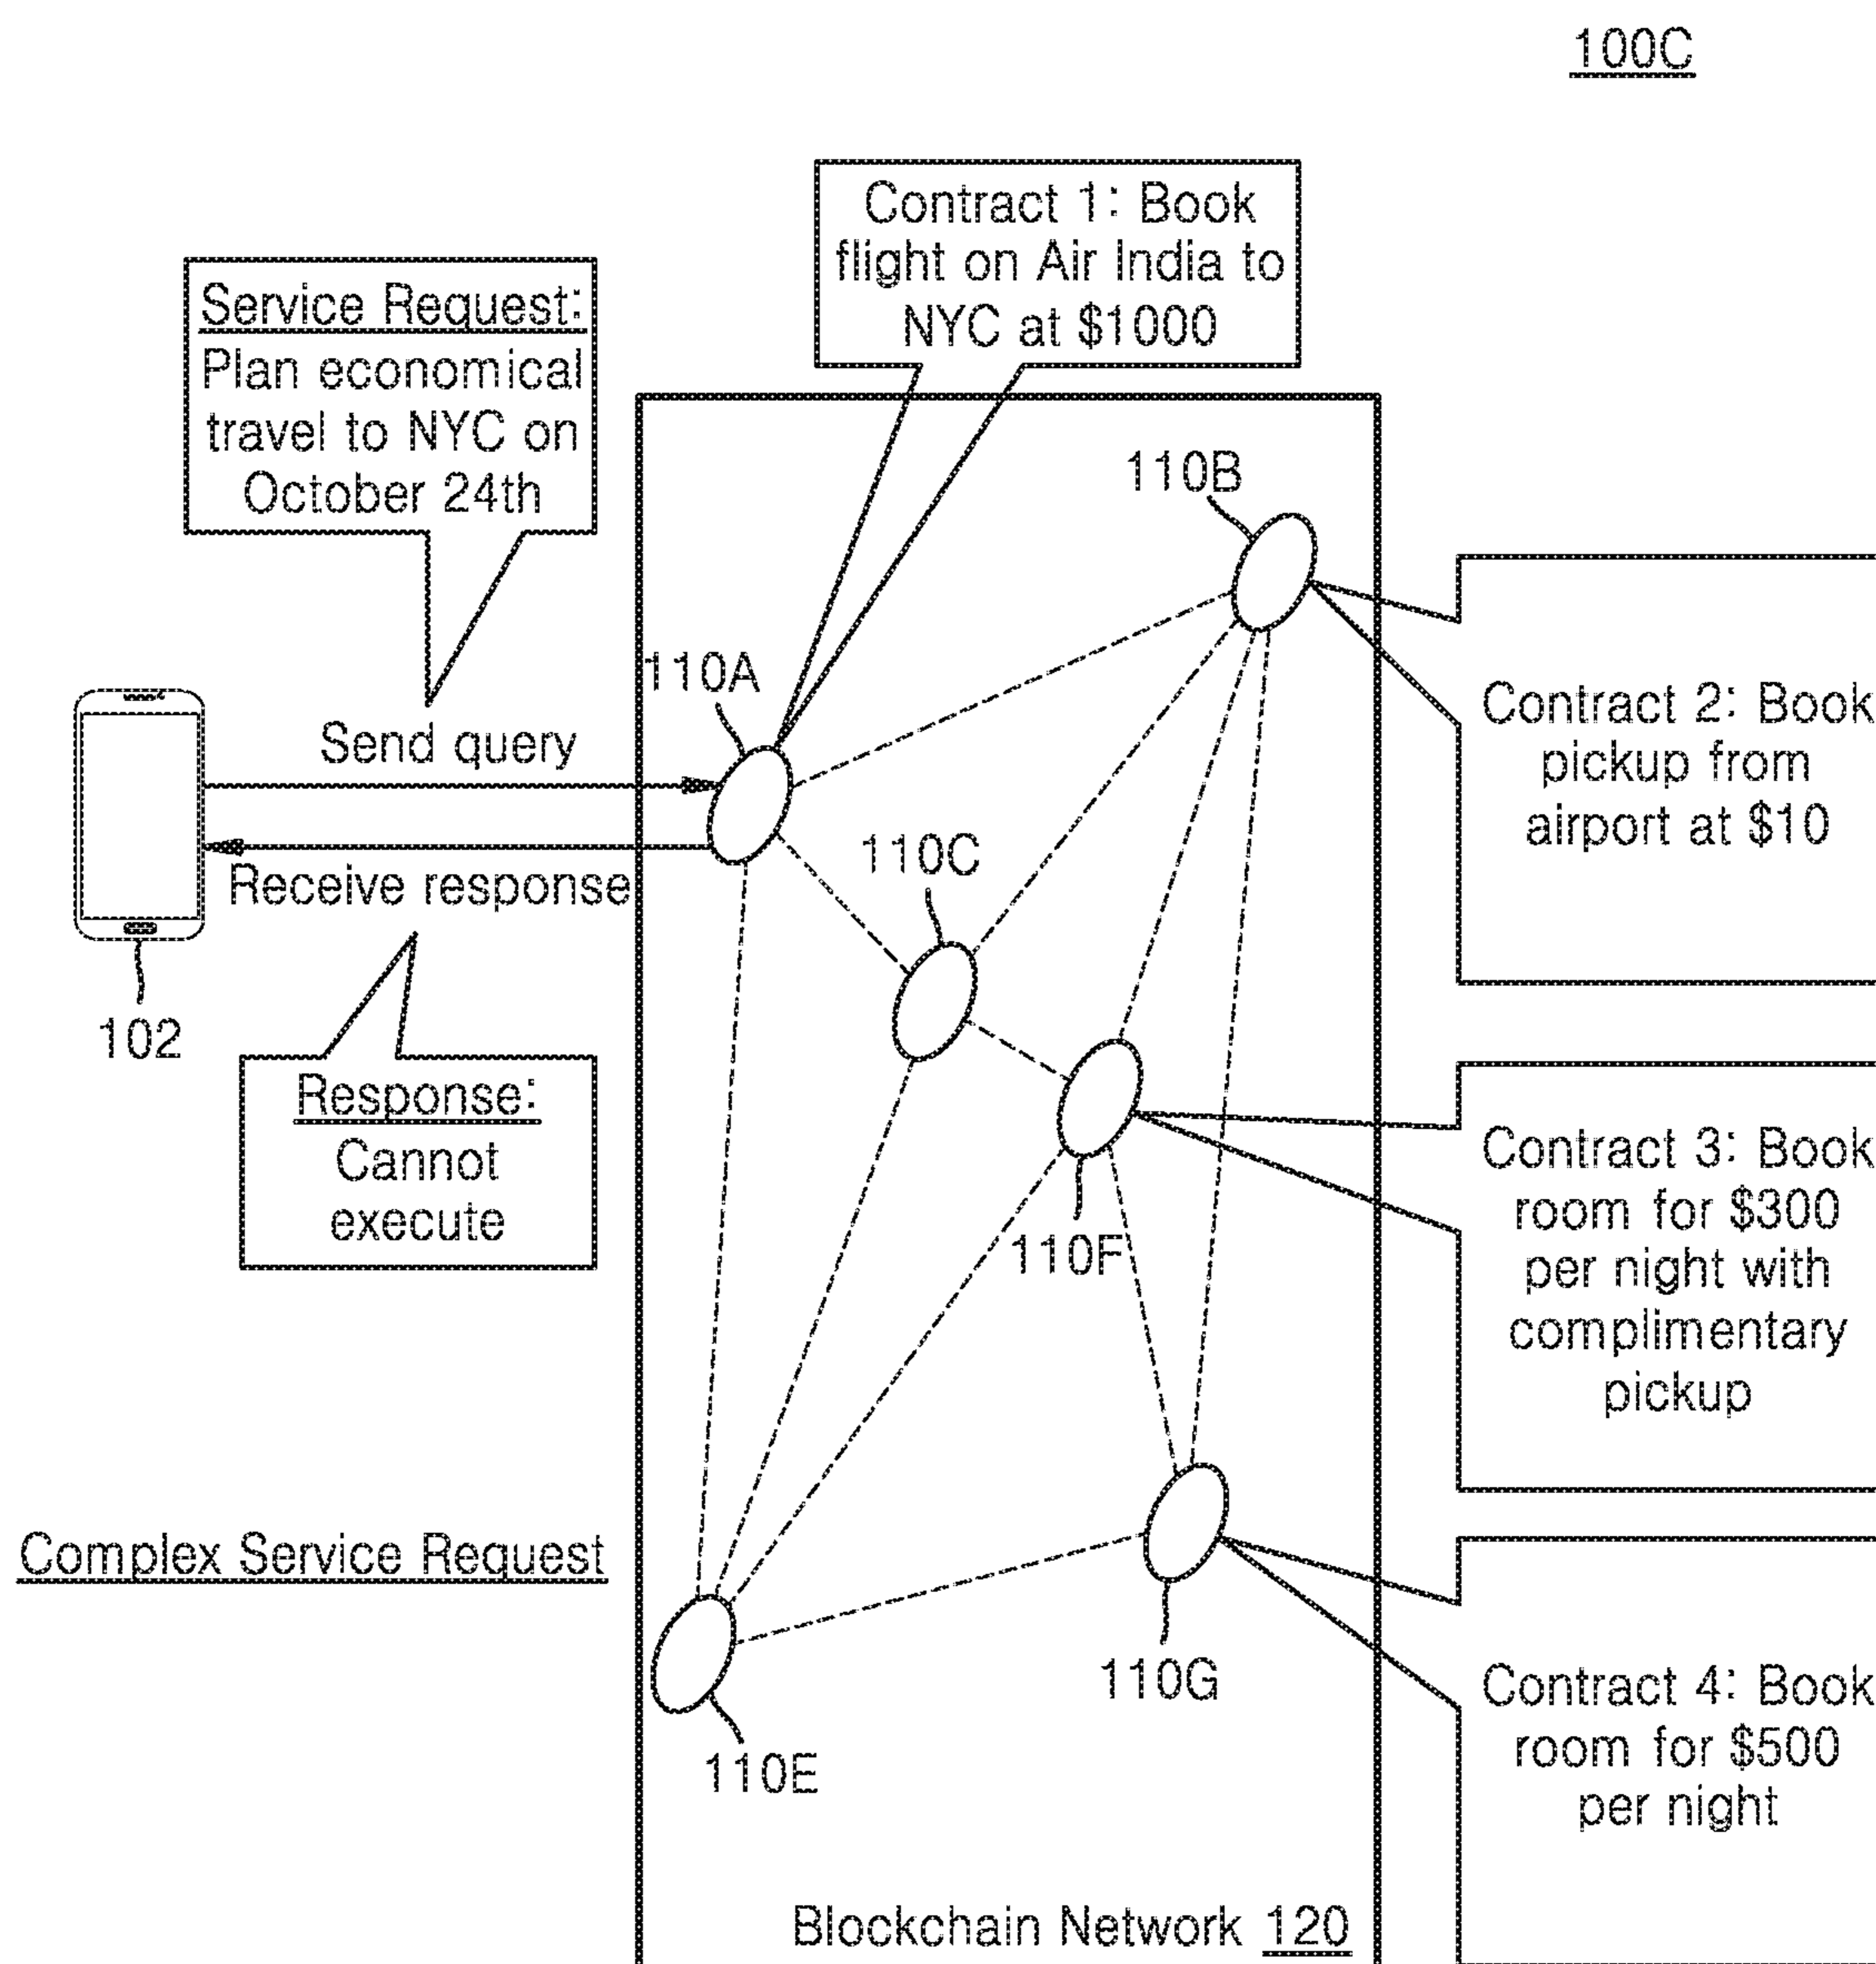 100C
Contract 1: Book
flight on Air India to
NYC at $1000
Service Request:
Plan economical
travel to NYC on
October 24th
110B
110A
Send query
Contract 2: Book
pickup from
airport at $10
110C
Receive response
102
Response:
Cannot
execute
Contract 3: Book
room for $300
per night with
complimentary
pickup
110F
Complex Service Request
110G
110E
Contract 4: Book
room for $500
per night
Blockchain Network 120